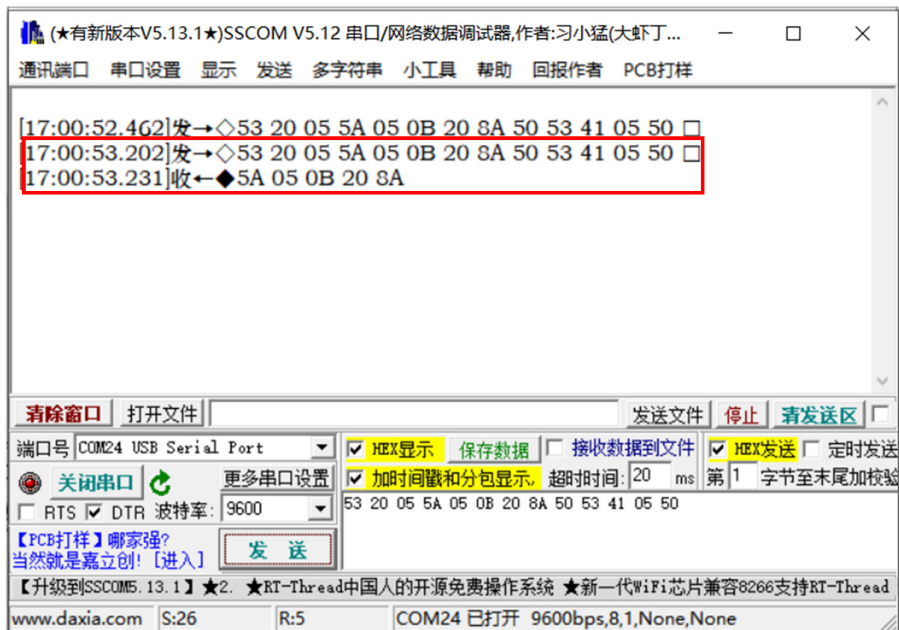 (★有新版本V5.13.1★)SSCOM V5.12 串口/网络数据调试器,作者:习小猛(大虾丁...
通讯端口 串口设置 显示 发送 多字符串 小工具 帮助 回报作者 PCB打样
[17:00:52.462]发→◇53 20 05 5A 05 0B 20 8A 50 53 41 05 50 □
[17:00:53.202]发→◇53 20 05 5A 05 0B 20 8A 50 53 41 05 50 □
[17:00:53.231]收←◆5A 05 0B 20 8A
清除窗口 打开文件 发送文件 停止 清发送区
端口号 COM24 USB Serial Port HEX显示 保存数据 接收数据到文件 HEX发送 定时发送
关闭串口 更多串口设置 加时间戳和分包显示, 超时时间: 20 ms 第 1 字节至末尾加校验
RTS DTR 波特率: 9600
53 20 05 5A 05 0B 20 8A 50 53 41 05 50
【PCB打样】哪家强?
当然就是嘉立创! [进入]
发 送
【升级到SSCOM5.13.1】★2. ★RT-Thread中国人的开源免费操作系统 ★新一代WiFi芯片兼容8266支持RT-Thread
www.daxia.com S:26 R:5 COM24 已打开 9600bps,8,1,None,None